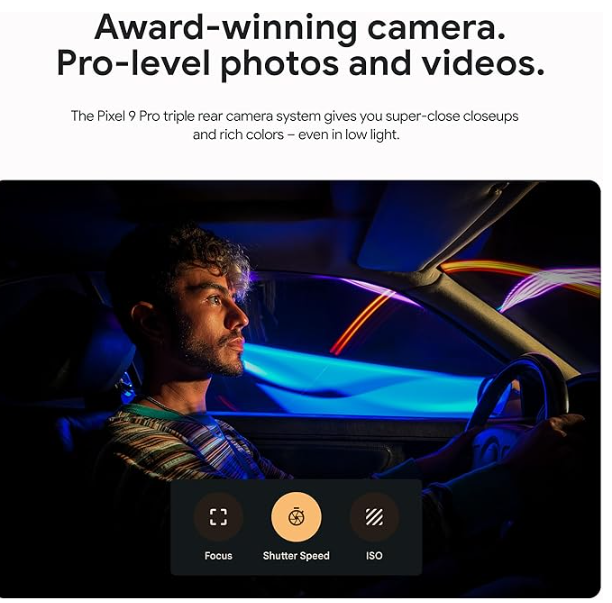 Award-winning camera.
Pro-level photos and videos.
The Pixel 9 Pro triple rear camera system gives you super-close closeups
and rich colors – even in low light.
Focus
Shutter Speed
ISO